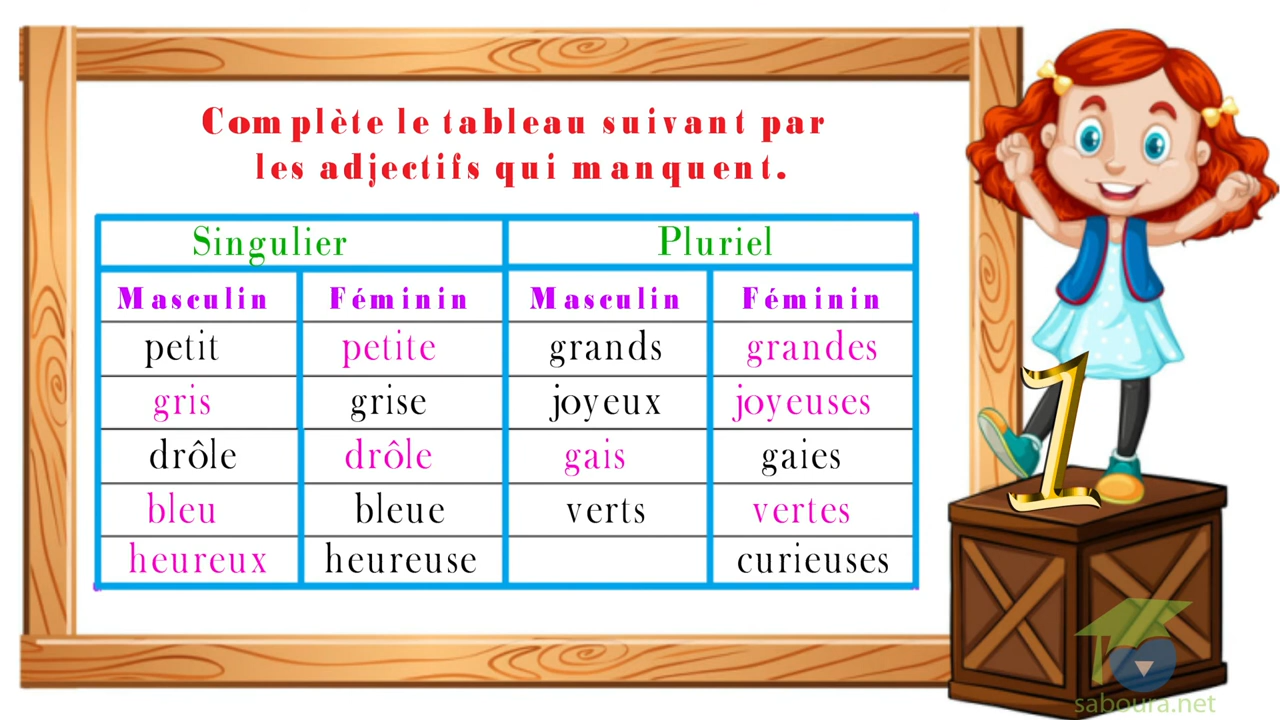 Complète le tableau suivant par
les adjectifs qui manquent.
Singulier Pluriel
Masculin Féminin Masculin Féminin
petit petite grands grandes
gris grise joyeux joyeuses
drôle drôle gais gaies
bleu bleue verts vertes
heureux heureuse curieuses
1
saboura.net